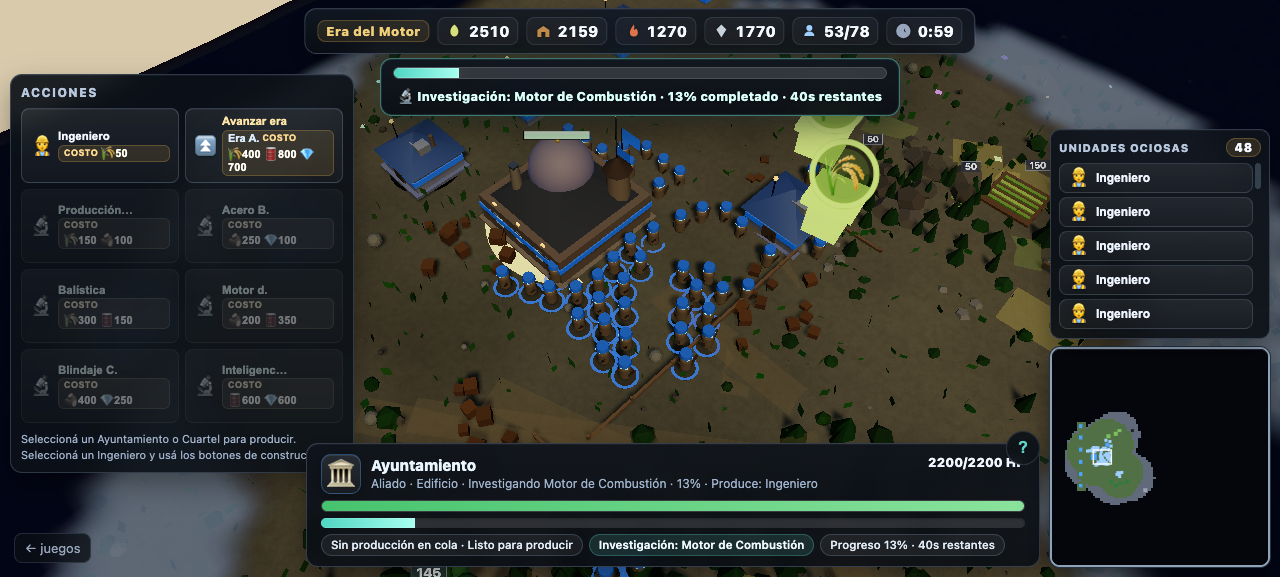 Era del Motor 2510 2159 1270 1770 53/78 0:59
Investigación: Motor de Combustión · 13% completado · 40s restantes
ACCIONES
Ingeniero
COSTO 50
Avanzar era
Era A. COSTO
400 800
700
Producción...
COSTO
150 100
Acero B.
COSTO
250 100
Balística
COSTO
300 150
Motor d.
COSTO
200 350
Blindaje C.
COSTO
400 250
Inteligenc...
COSTO
600 600
Seleccioná un Ayuntamiento o Cuartel para producir.
Seleccioná un Ingeniero y usá los botones de construc
← juegos
50
50
150
UNIDADES OCIOSAS 48
Ingeniero
Ingeniero
Ingeniero
Ingeniero
Ingeniero
?
Ayuntamiento
2200/2200
Aliado · Edificio · Investigando Motor de Combustión · 13% · Produce: Ingeniero
Sin producción en cola · Listo para producir
Investigación: Motor de Combustión
Progreso 13% · 40s restantes
145